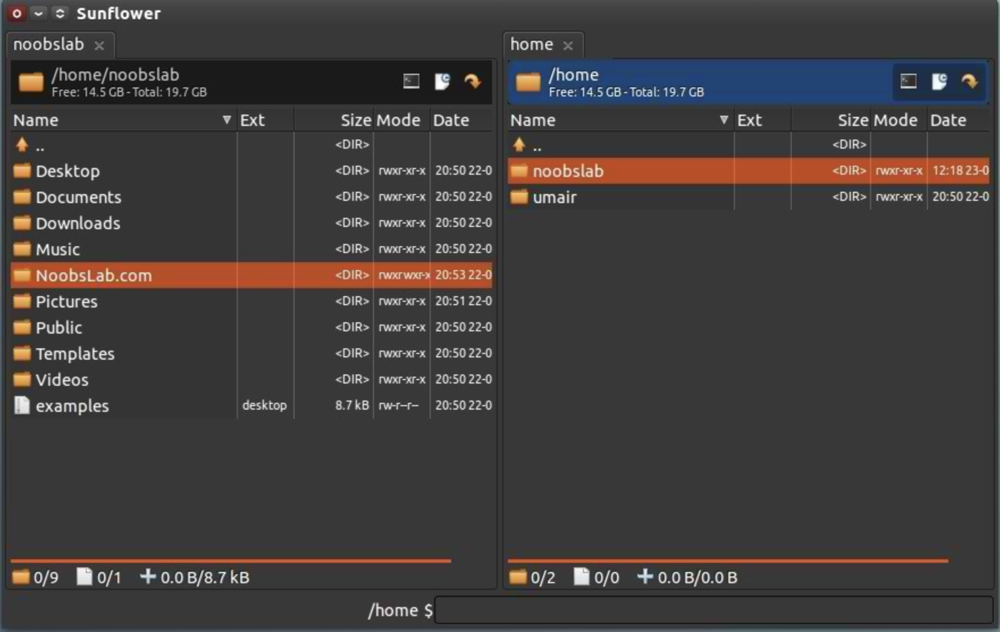 Sunflower
noobslab
/home/noobslab
Free: 14.5 GB - Total: 19.7 GB
Name Ext Size Mode Date
.. <DIR>
Desktop <DIR> rwxr-xr-x 20:50 22-0
Documents <DIR> rwxr-xr-x 20:50 22-0
Downloads <DIR> rwxr-xr-x 20:50 22-0
Music <DIR> rwxr-xr-x 20:50 22-0
NoobsLab.com <DIR> rwxrwxr-x 20:53 22-0
Pictures <DIR> rwxr-xr-x 20:51 22-0
Public <DIR> rwxr-xr-x 20:50 22-0
Templates <DIR> rwxr-xr-x 20:50 22-0
Videos <DIR> rwxr-xr-x 20:50 22-0
examples desktop 8.7 kB rw-r--r-- 20:50 22-0
0/9 0/1 0.0 B/8.7 kB
home
/home
Free: 14.5 GB - Total: 19.7 GB
Name Ext Size Mode Date
.. <DIR>
noobslab <DIR> rwxr-xr-x 12:18 23-0
umair <DIR> rwxr-xr-x 20:50 22-0
0/2 0/0 0.0 B/0.0 B
/home $